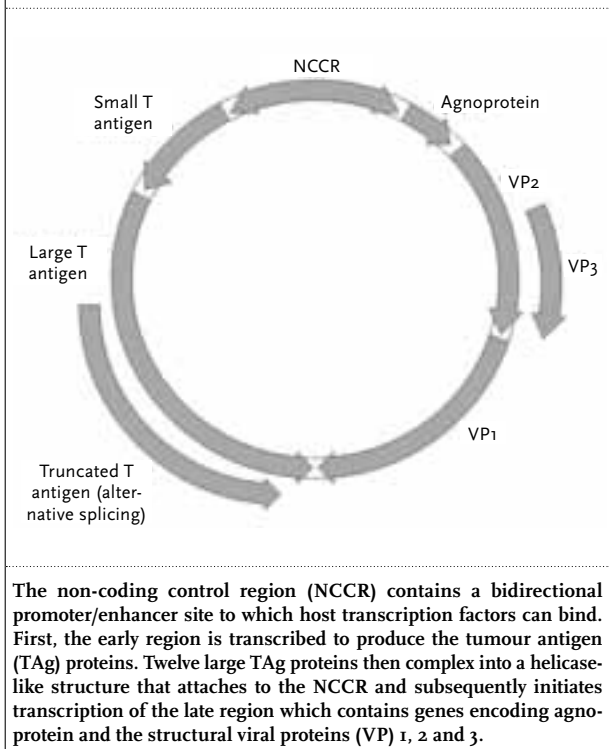 NCCR
Small T
antigen
Agnoprotein
VP2
Large T
antigen
VP3
VP1
Truncated T
antigen (alter-
native splicing)
The non-coding control region (NCCR) contains a bidirectional
promoter/enhancer site to which host transcription factors can bind.
First, the early region is transcribed to produce the tumour antigen
(TAg) proteins. Twelve large TAg proteins then complex into a helicase-
like structure that attaches to the NCCR and subsequently initiates
transcription of the late region which contains genes encoding agno-
protein and the structural viral proteins (VP) 1, 2 and 3.